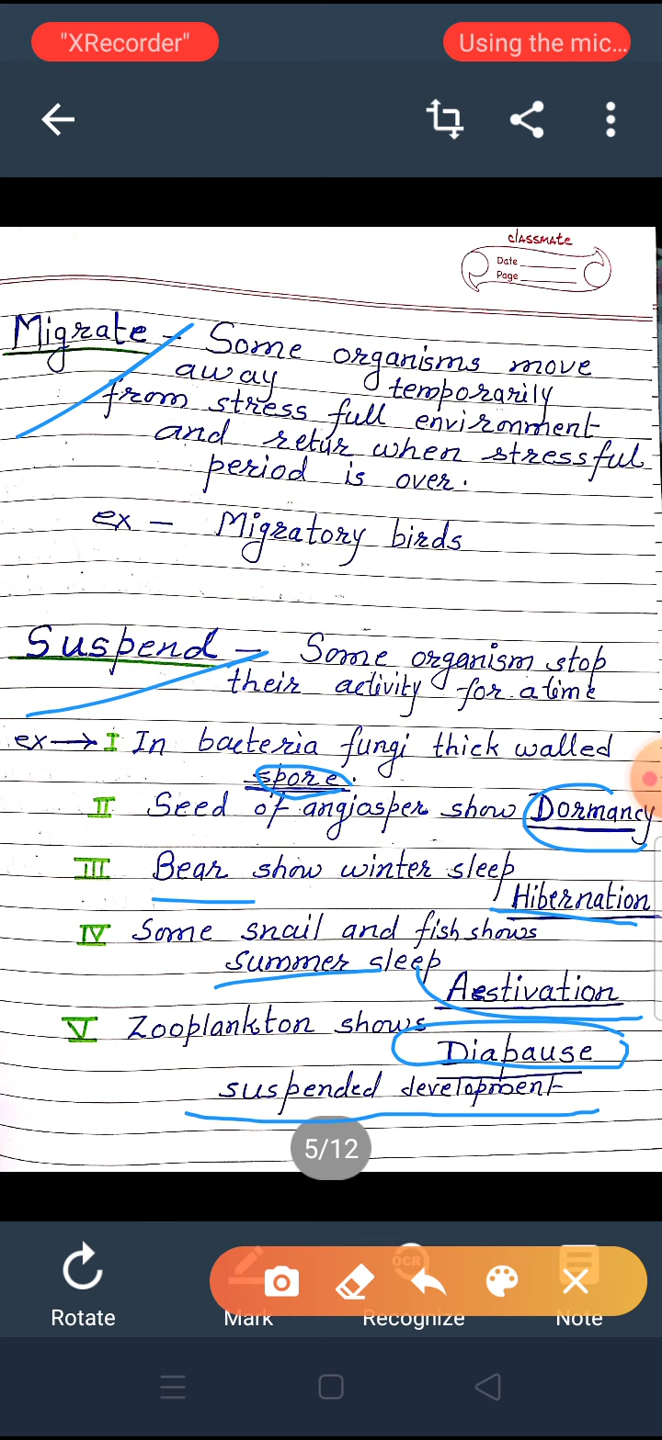 "XRecorder"
Using the mic...
classmate
Date
Page
Migrate - Some organisms move
away temporarily
from stress full environment
and retur when stressful
period is over.
ex - Migratory birds
Suspend - Some organism stop
their activity for a time
ex → I In bacteria fungi thick walled
spore.
II Seed of angiosper show Dormancy
III Bear show winter sleep
Hibernation
IV Some snail and fish shows
summer sleep
Aestivation
V Zooplankton shows
Diapause
suspended development
5/12
OCR
Rotate
Mark
Recognize
Note